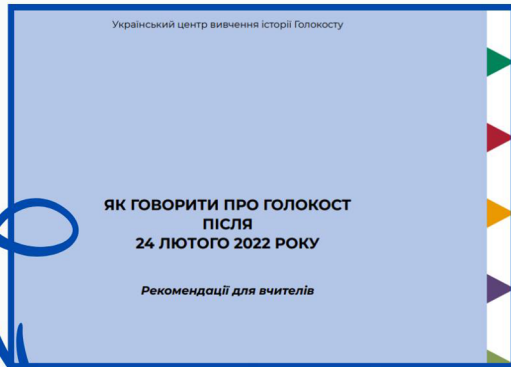 Український центр вивчення історії Голокосту
ЯК ГОВОРИТИ ПРО ГОЛОКОСТ
ПІСЛЯ
24 ЛЮТОГО 2022 РОКУ
Рекомендації для вчителів